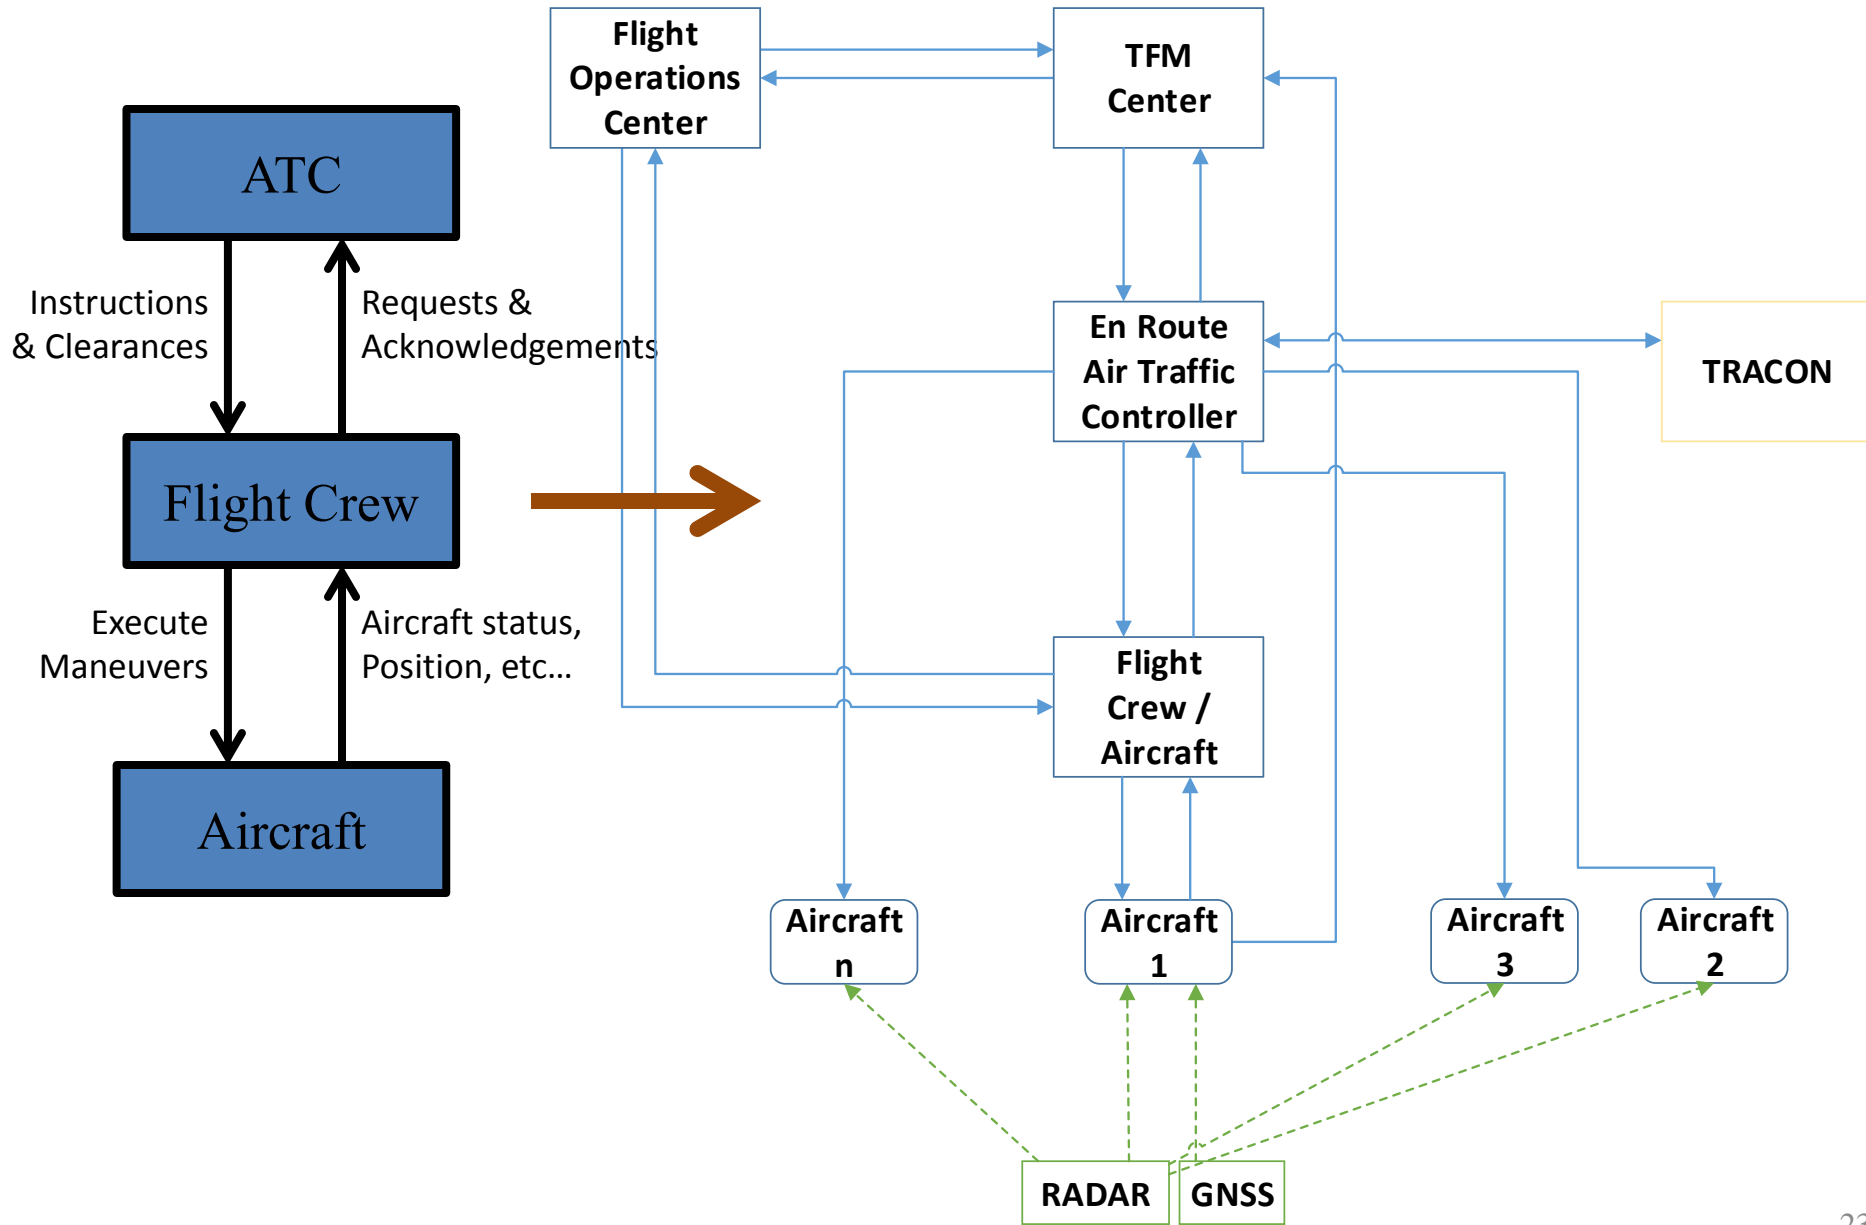 ATC
Instructions
& Clearances
Requests &
Acknowledgements
Flight Crew
Execute
Maneuvers
Aircraft status,
Position, etc...
Aircraft
Flight
Operations
Center
TFM
Center
En Route
Air Traffic
Controller
TRACON
Flight
Crew /
Aircraft
Aircraft
n
Aircraft
1
Aircraft
3
Aircraft
2
RADAR
GNSS